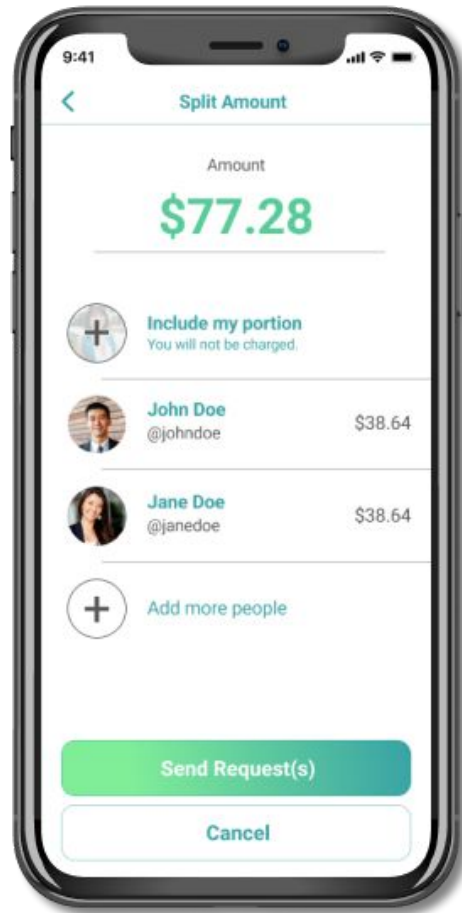 9:41
Split Amount
Amount
$77.28
Include my portion
You will not be charged.
John Doe
@johndoe
$38.64
Jane Doe
@janedoe
$38.64
Add more people
Send Request(s)
Cancel